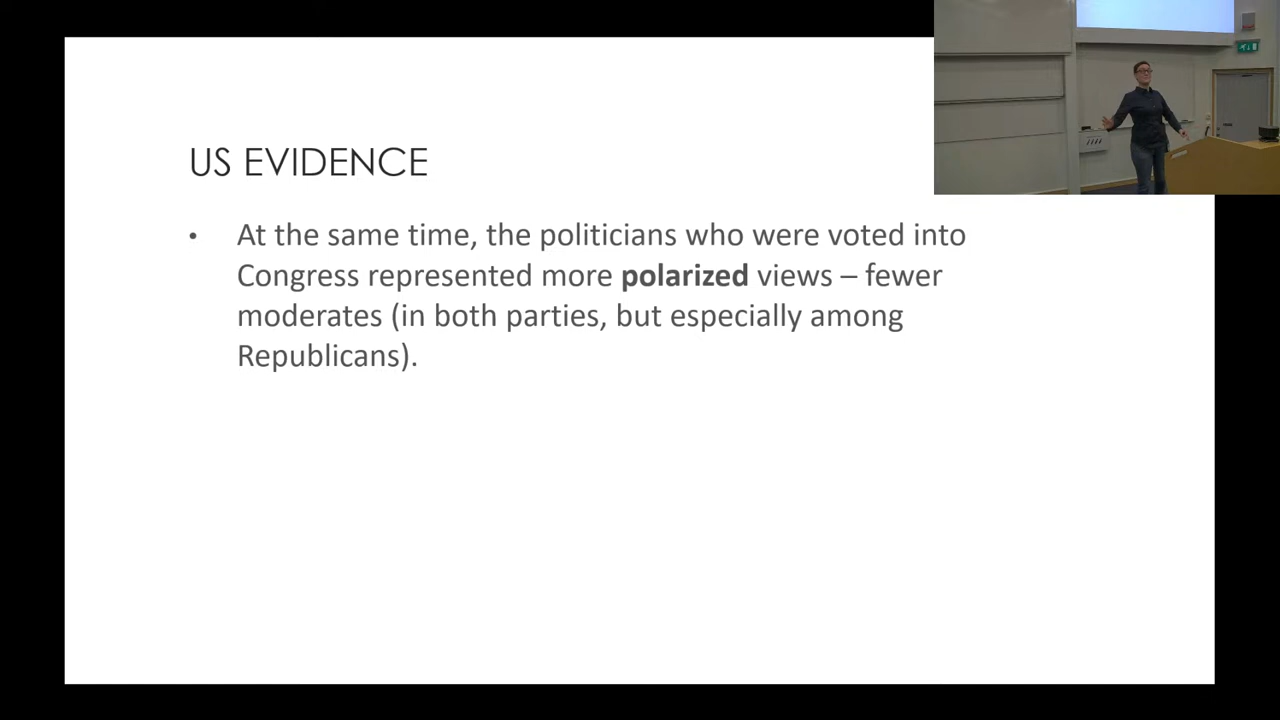 US EVIDENCE
• At the same time, the politicians who were voted into
Congress represented more polarized views – fewer
moderates (in both parties, but especially among
Republicans).